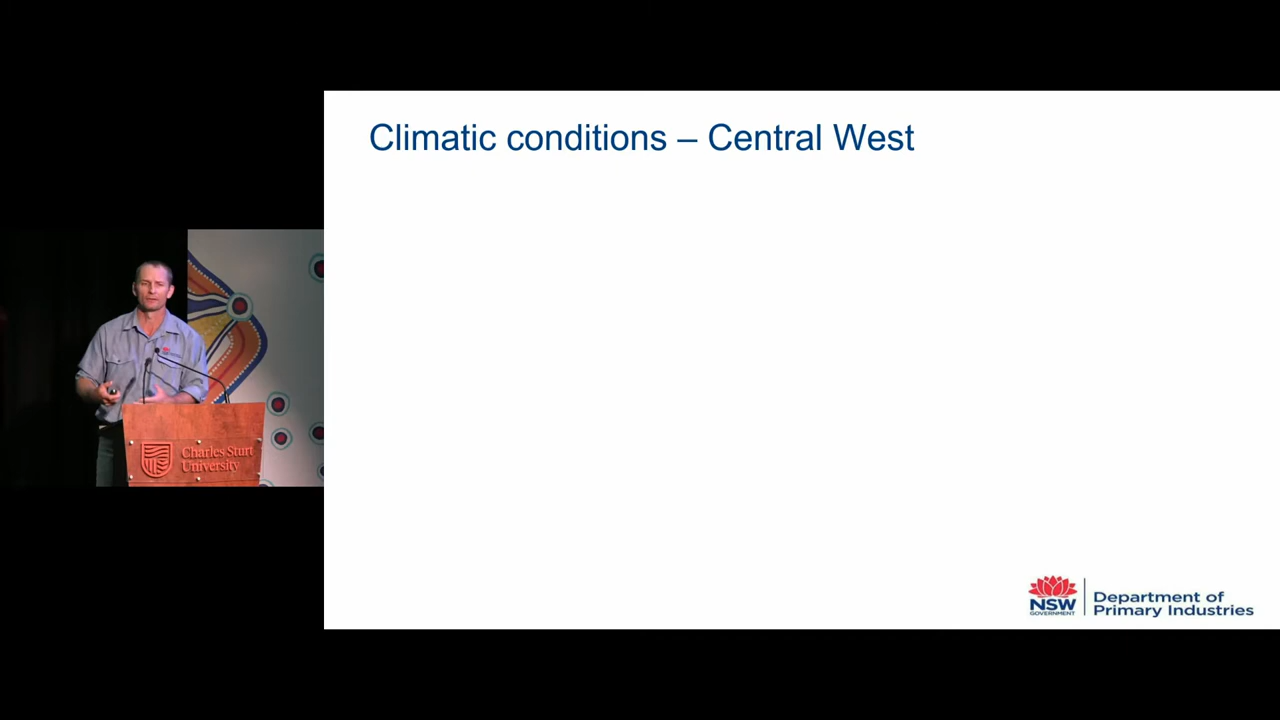 Climatic conditions – Central West
Charles Sturt
University
NSW
GOVERNMENT
Department of
Primary Industries